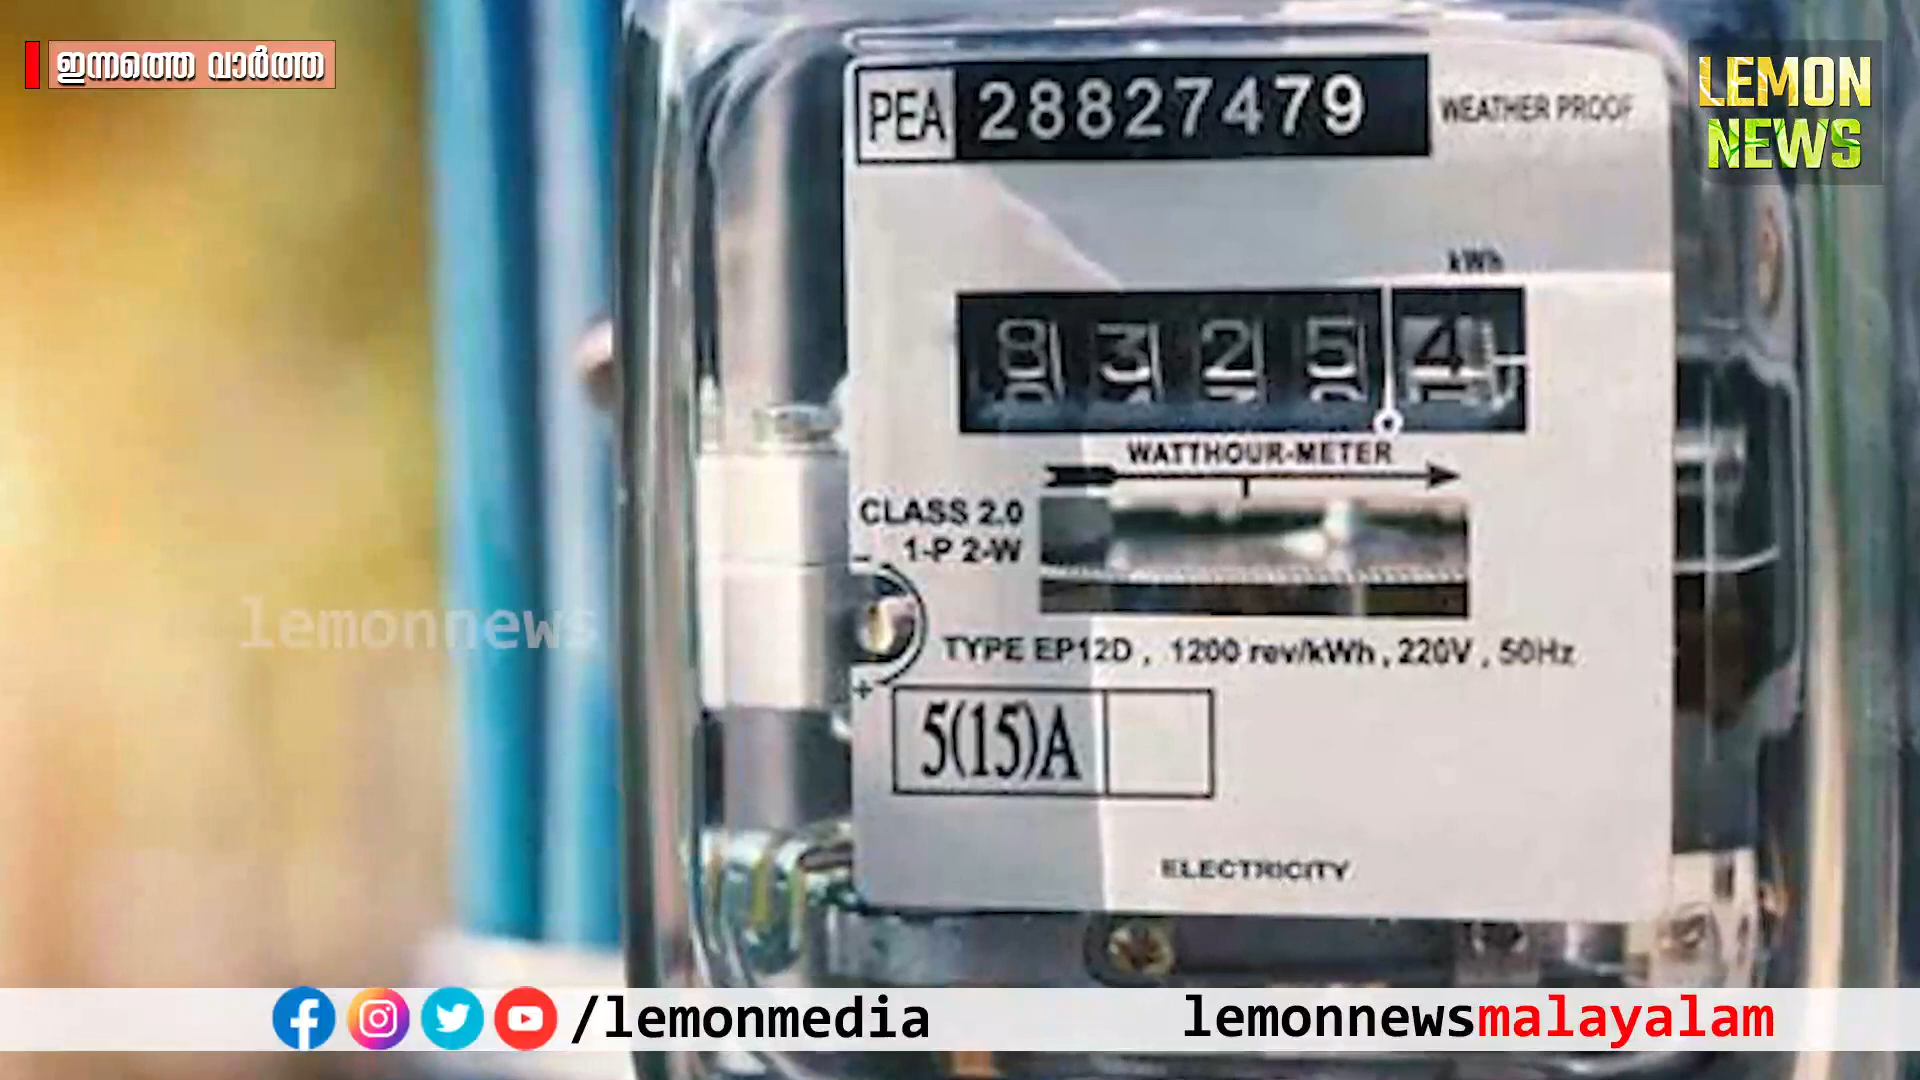 ഇന്നത്തെ വാർത്ത
LEMON
NEWS
PEA 28827479 WEATHER PROOF
kWh
8 3 2 5 4
WATTHOUR-METER
CLASS 2.0
1-P 2-W
lemonnews
TYPE EP12D , 1200 rev/kWh , 220V , 50Hz
5(15)A
ELECTRICITY
/lemonmedia
lemonnewsmalayalam